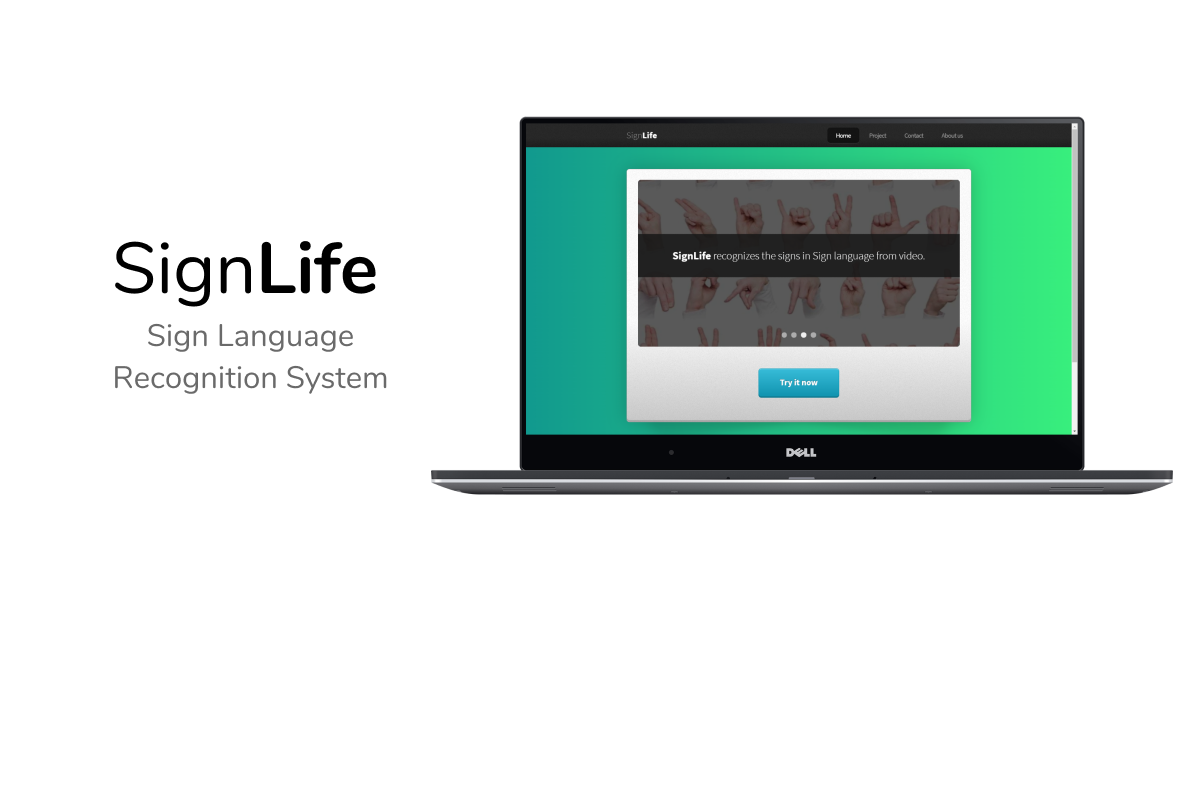 SignLife
Sign Language
Recognition System
SignLife
Home Project Contact About us
SignLife recognizes the signs in Sign language from video.
Try it now
DELL